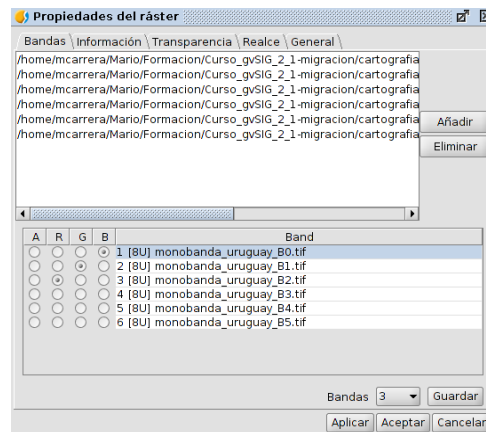 Propiedades del ráster
Bandas Información Transparencia Realce General
/home/mcarrera/Mario/Formacion/Curso_gvSIG_2_1-migracion/cartografia
/home/mcarrera/Mario/Formacion/Curso_gvSIG_2_1-migracion/cartografia
/home/mcarrera/Mario/Formacion/Curso_gvSIG_2_1-migracion/cartografia
/home/mcarrera/Mario/Formacion/Curso_gvSIG_2_1-migracion/cartografia
/home/mcarrera/Mario/Formacion/Curso_gvSIG_2_1-migracion/cartografia
/home/mcarrera/Mario/Formacion/Curso_gvSIG_2_1-migracion/cartografia
Añadir
Eliminar
A R G B Band
1 [8U] monobanda_uruguay_B0.tif
2 [8U] monobanda_uruguay_B1.tif
3 [8U] monobanda_uruguay_B2.tif
4 [8U] monobanda_uruguay_B3.tif
5 [8U] monobanda_uruguay_B4.tif
6 [8U] monobanda_uruguay_B5.tif
Bandas 3 Guardar
Aplicar Aceptar Cancelar